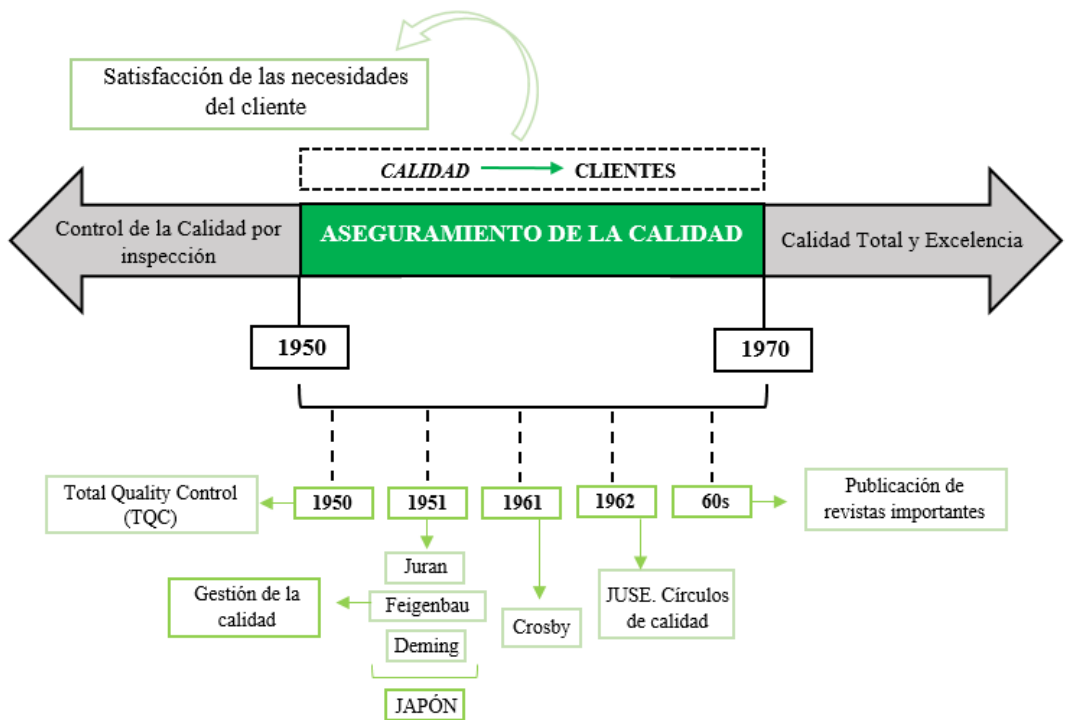 Satisfacción de las necesidades
del cliente
CALIDAD
CLIENTES
Control de la Calidad por
inspección
ASEGURAMIENTO DE LA CALIDAD
Calidad Total y Excelencia
1950
1970
Total Quality Control
(TQC)
1950
1951
1961
1962
60s
Publicación de
revistas importantes
Juran
Gestión de la
calidad
Feigenbau
Deming
JAPÓN
Crosby
JUSE. Círculos
de calidad